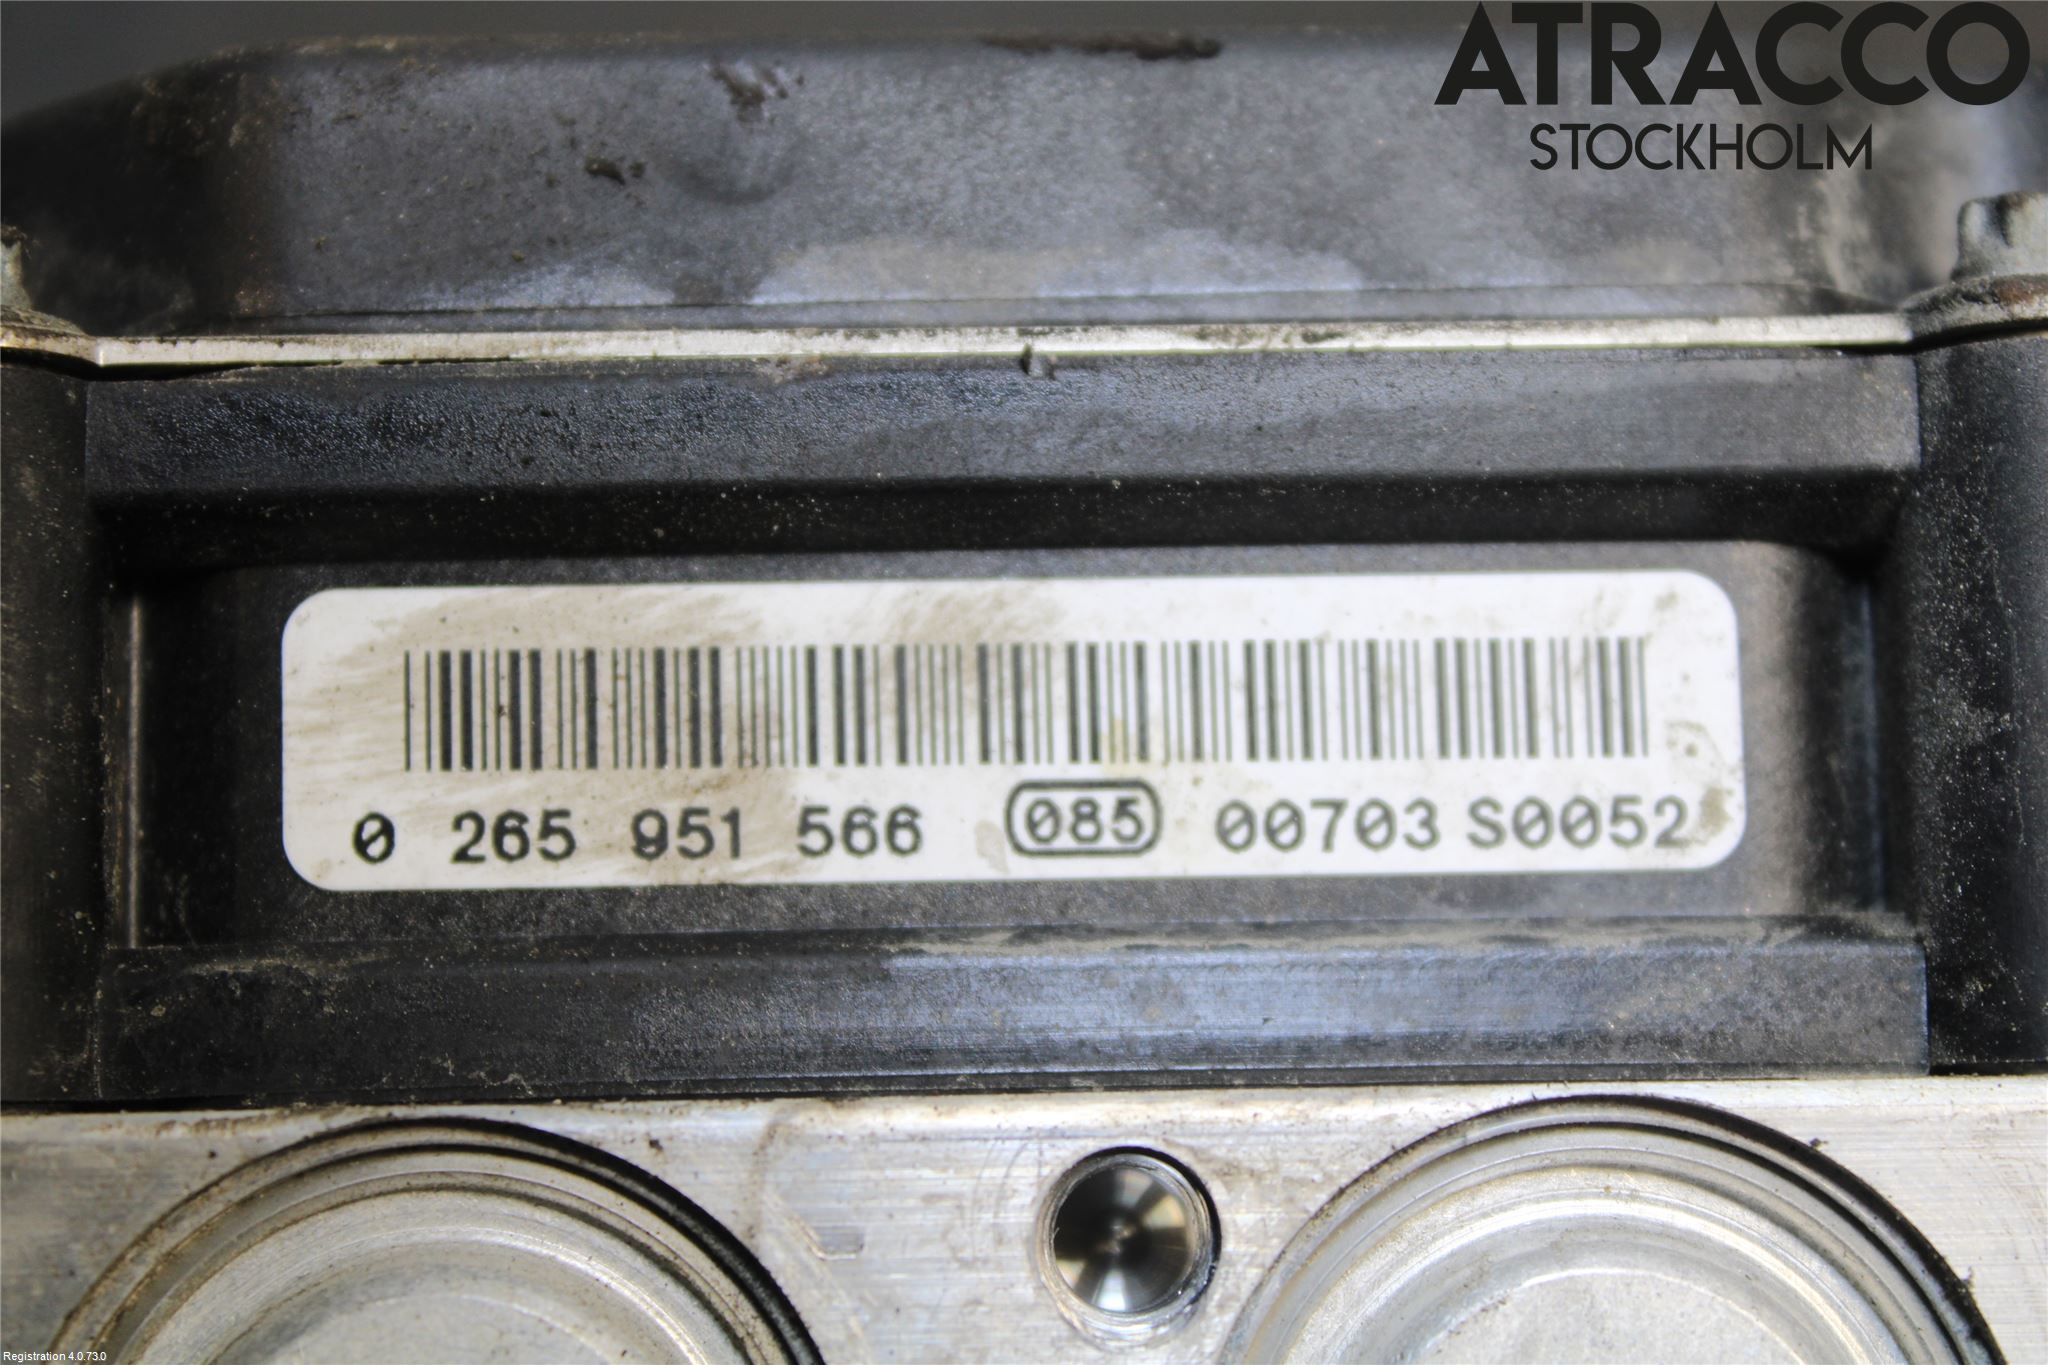 ATRACCO
STOCKHOLM
0 265 951 566 085 00703 S0052
Registration 4.0.73.0